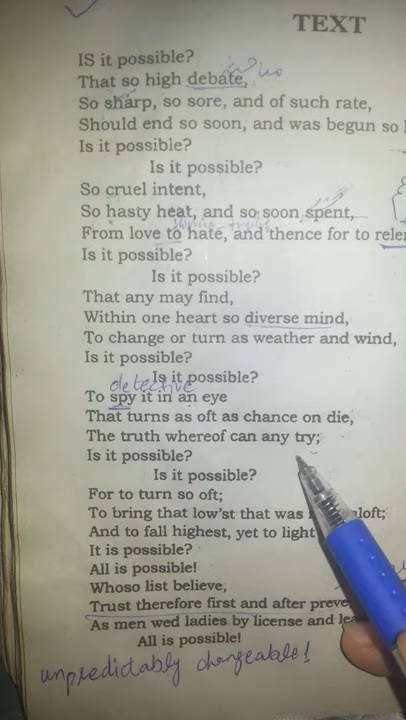 TEXT
IS it possible?
That so high debate,
So sharp, so sore, and of such rate,
Should end so soon, and was begun so
Is it possible?
Is it possible?
So cruel intent,
So hasty heat, and so soon spent,
From love to hate, and thence for to
Is it possible?
Is it possible?
That any may find,
Within one heart so diverse mind,
To change or turn as weather and wind,
Is it possible?
Is it possible?
detective
To spy it in an eye
That turns as oft as chance on die,
The truth whereof can any try;
Is it possible?
Is it possible?
For to turn so oft;
To bring that low'st that was
And to fall highest, yet to light
It is possible?
All is possible!
Whoso list believe,
Trust therefore first and after
As men wed ladies by license and
All is possible!
unpredictably changeable!